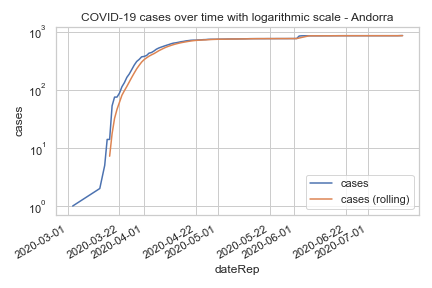 COVID-19 cases over time with logarithmic scale - Andorra
10³
10²
10¹
10⁰
cases
cases
cases (rolling)
2020-03-01
2020-03-22
2020-04-01
2020-04-22
2020-05-01
2020-05-22
2020-06-01
2020-06-22
2020-07-01
dateRep